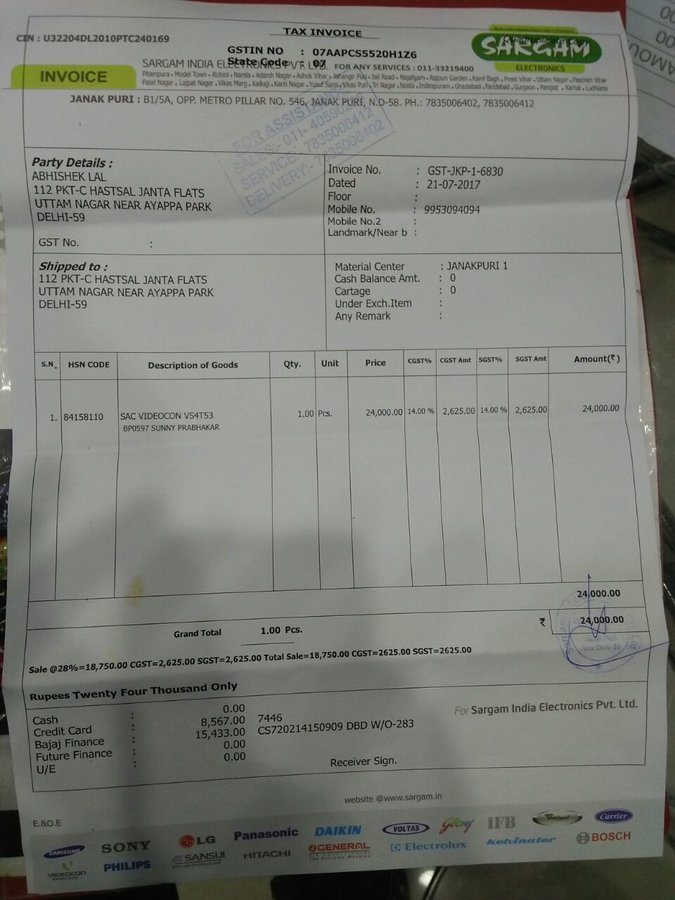 TAX INVOICE
CIN : U32204DL2010PTC240169
GSTIN NO : 07AAPCS5520H1Z6
State Code : 07
SARGAM
ELECTRONICS
SARGAM INDIA ELECTRONICS PVT. LTD. FOR ANY SERVICES : 011-33219400
INVOICE
Pitampura • Model Town • Rohini • Narela • Adarsh Nagar • Ashok Vihar • Jahangir Puri • Jail Road • Najafgarh • Rajouri Garden • Karol Bagh • Preet Vihar • Uttam Nagar • Paschim Vihar
Patel Nagar • Lajpat Nagar • Vikas Marg • Kalkaji • Kanti Nagar • Yusuf Sarai • Vikas Puri • Tri Nagar • Noida • Indirapuram • Ghaziabad • Faridabad • Gurgaon • Panipat • Karnal • Ludhiana
JANAK PURI : B1/5A, OPP. METRO PILLAR NO. 546, JANAK PURI, N.D-58. PH.: 7835006402, 7835006412
FOR ASSISTANCE
SALES:- 011-4059
SERVICE:- 7835006412
DELIVERY:- 7835006402
Party Details :
ABHISHEK LAL
112 PKT-C HASTSAL JANTA FLATS
UTTAM NAGAR NEAR AYAPPA PARK
DELHI-59
GST No. :
Invoice No. : GST-JKP-1-6830
Dated : 21-07-2017
Floor :
Mobile No. : 9953094094
Mobile No.2 :
Landmark/Near b :
Shipped to :
112 PKT-C HASTSAL JANTA FLATS
UTTAM NAGAR NEAR AYAPPA PARK
DELHI-59
Material Center : JANAKPURI 1
Cash Balance Amt. : 0
Cartage : 0
Under Exch.Item :
Any Remark :
S.N. HSN CODE Description of Goods Qty. Unit Price CGST% CGST Amt SGST% SGST Amt Amount(₹)
1. 84158110 SAC VIDEOCON VS4T53 1.00 Pcs. 24,000.00 14.00 % 2,625.00 14.00 % 2,625.00 24,000.00
BP0597 SUNNY PRABHAKAR
24,000.00
Grand Total 1.00 Pcs. ₹ 24,000.00
New Delhi
Sale @28%=18,750.00 CGST=2,625.00 SGST=2,625.00 Total Sale=18,750.00 CGST=2625.00 SGST=2625.00
Rupees Twenty Four Thousand Only
Cash : 0.00
Credit Card : 8,567.00 7446
Bajaj Finance : 15,433.00 CS720214150909 DBD W/O-283
Future Finance : 0.00
U/E : 0.00
For Sargam India Electronics Pvt. Ltd.
Receiver Sign.
website @www.sargam.in
E.&O.E
SAMSUNG SONY LG Panasonic DAIKIN VOLTAS Godrej IFB Sargam Carrier
VIDEOCON PHILIPS SANSUI HITACHI GENERAL Electrolux Kelvinator BOSCH